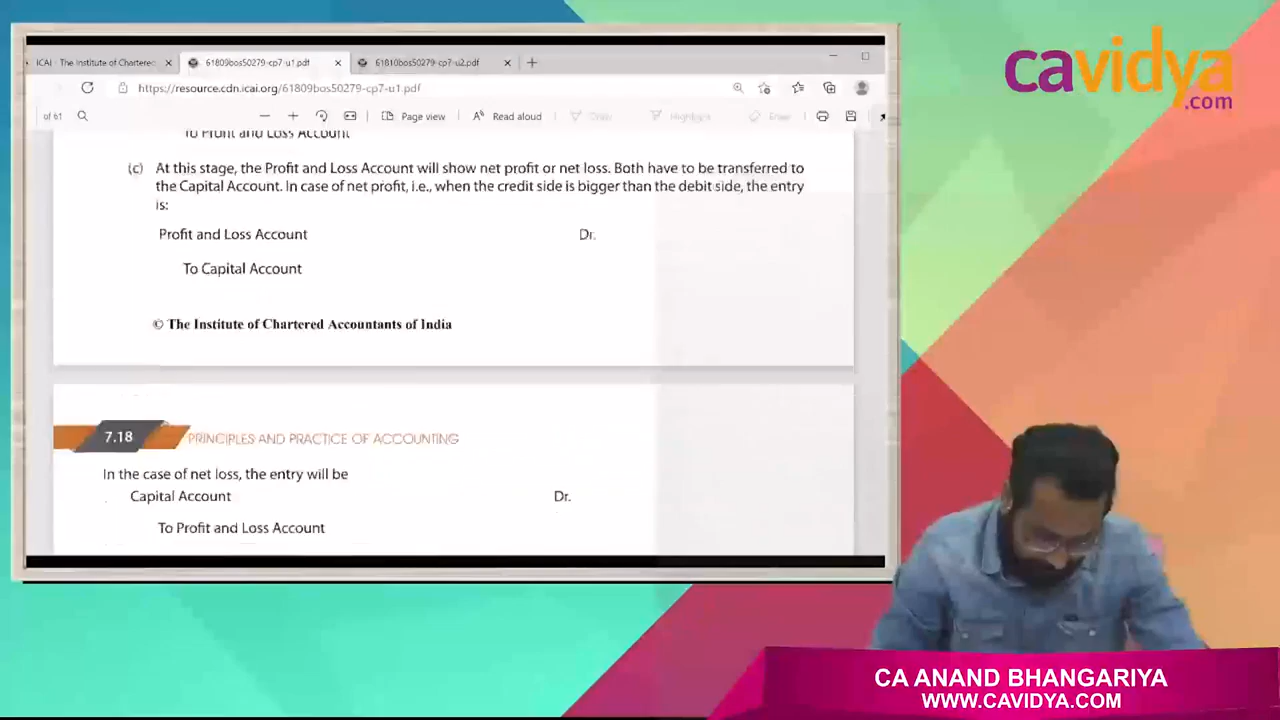 ICAI - The Institute of Chartere
61809bos50279-cp7-u1.pdf
61810bos50279-cp7-u2.pdf
https://resource.cdn.icai.org/61809bos50279-cp7-u1.pdf
of 61
Page view
Read aloud
Draw
Highlight
Erase
To Profit and Loss Account
(c) At this stage, the Profit and Loss Account will show net profit or net loss. Both have to be transferred to
the Capital Account. In case of net profit, i.e., when the credit side is bigger than the debit side, the entry
is:
Profit and Loss Account Dr.
To Capital Account
© The Institute of Chartered Accountants of India
7.18 PRINCIPLES AND PRACTICE OF ACCOUNTING
In the case of net loss, the entry will be
Capital Account Dr.
To Profit and Loss Account
cavidya
.com
CA ANAND BHANGARIYA
WWW.CAVIDYA.COM